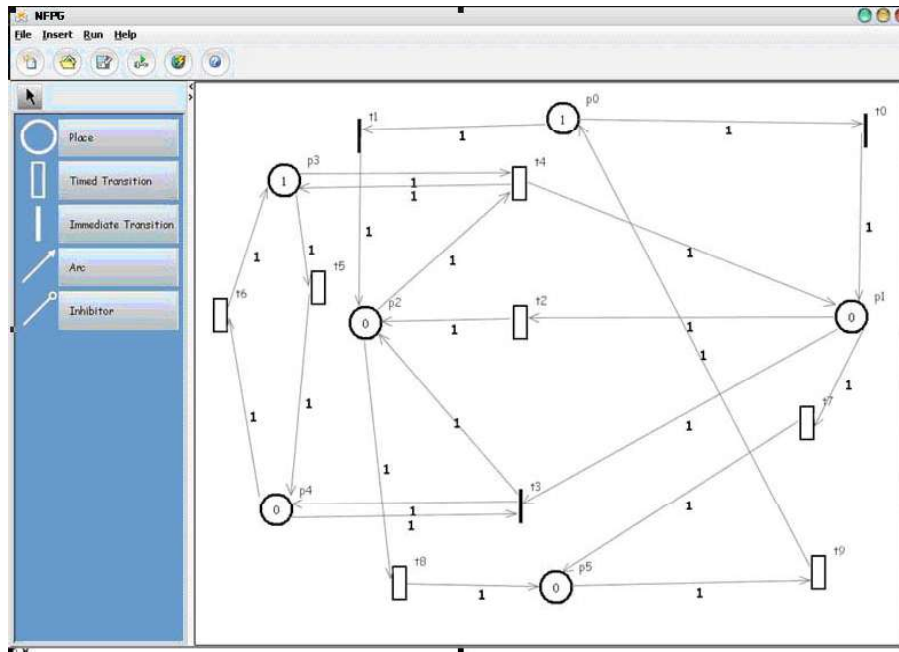 NFPG
File Insert Run Help
Place
Timed Transition
Immediate Transition
Arc
Inhibitor
p0
t1
t0
1
1
1
p3
t4
1
1
1
1
1
t5
1
1
1
1
t6
p2
t2
p1
0
1
1
0
1
1
t7
1
1
1
1
1
p4
t3
0
1
1
1
t8
p5
t9
0
1
1